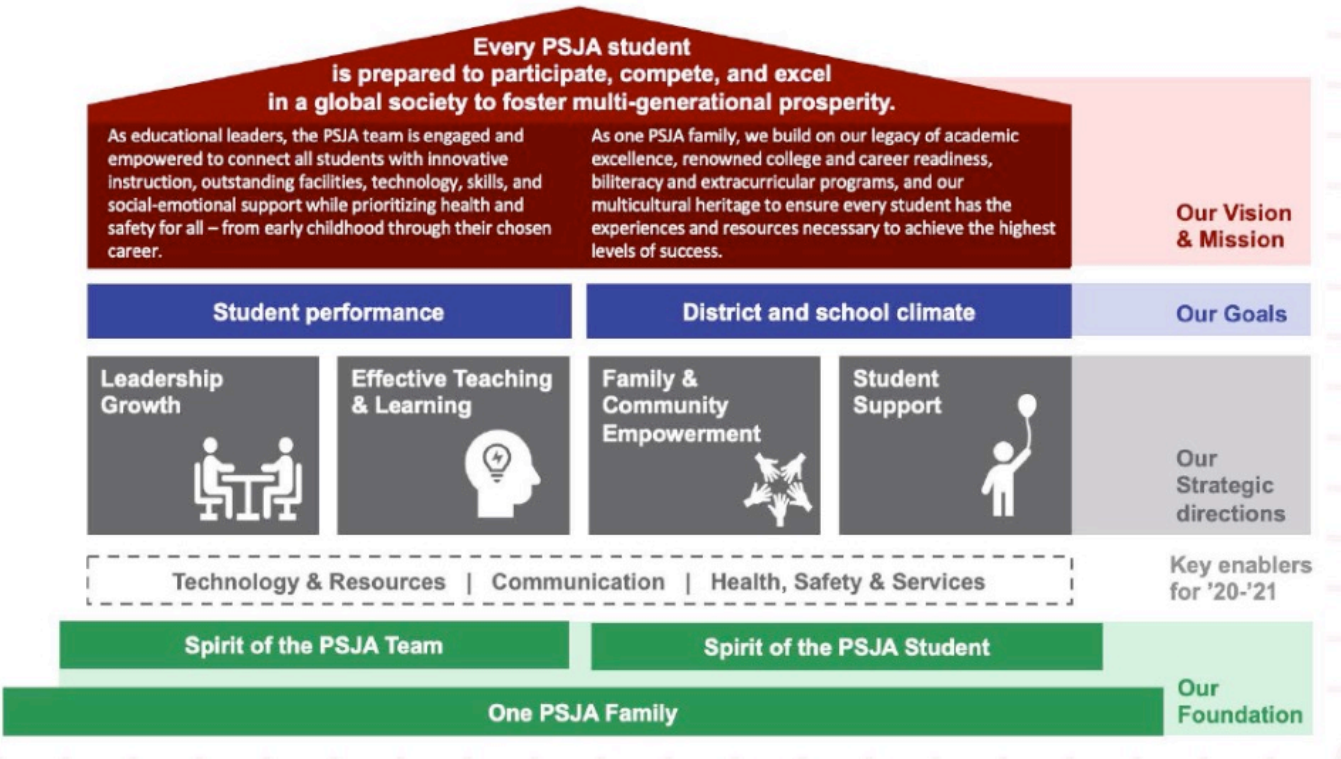 Every PSJA student
is prepared to participate, compete, and excel
in a global society to foster multi-generational prosperity.
As educational leaders, the PSJA team is engaged and
empowered to connect all students with innovative
instruction, outstanding facilities, technology, skills, and
social-emotional support while prioritizing health and
safety for all – from early childhood through their chosen
career.
As one PSJA family, we build on our legacy of academic
excellence, renowned college and career readiness,
biliteracy and extracurricular programs, and our
multicultural heritage to ensure every student has the
experiences and resources necessary to achieve the highest
levels of success.
Our Vision
& Mission
Student performance
District and school climate
Our Goals
Leadership
Growth
Effective Teaching
& Learning
Family &
Community
Empowerment
Student
Support
Our
Strategic
directions
Technology & Resources | Communication | Health, Safety & Services
Key enablers
for ’20-’21
Spirit of the PSJA Team
Spirit of the PSJA Student
One PSJA Family
Our
Foundation